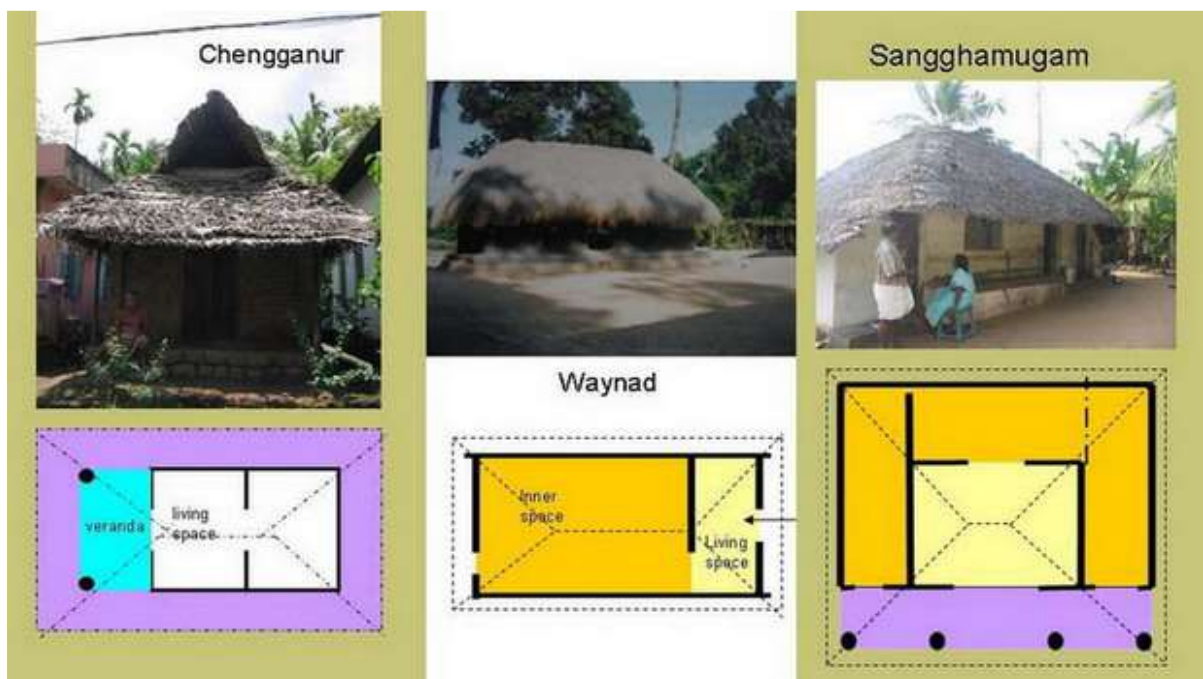 Chengganur
Waynad
Sangghamugam
veranda
living
space
Inner
space
Living
space